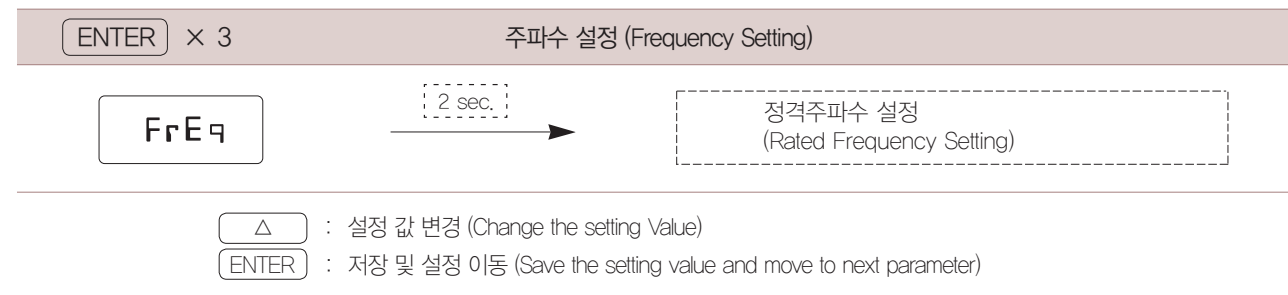 ENTER × 3 주파수 설정 (Frequency Setting)
FrEq
2 sec.
정격주파수 설정
(Rated Frequency Setting)
△ : 설정 값 변경 (Change the setting Value)
ENTER : 저장 및 설정 이동 (Save the setting value and move to next parameter)